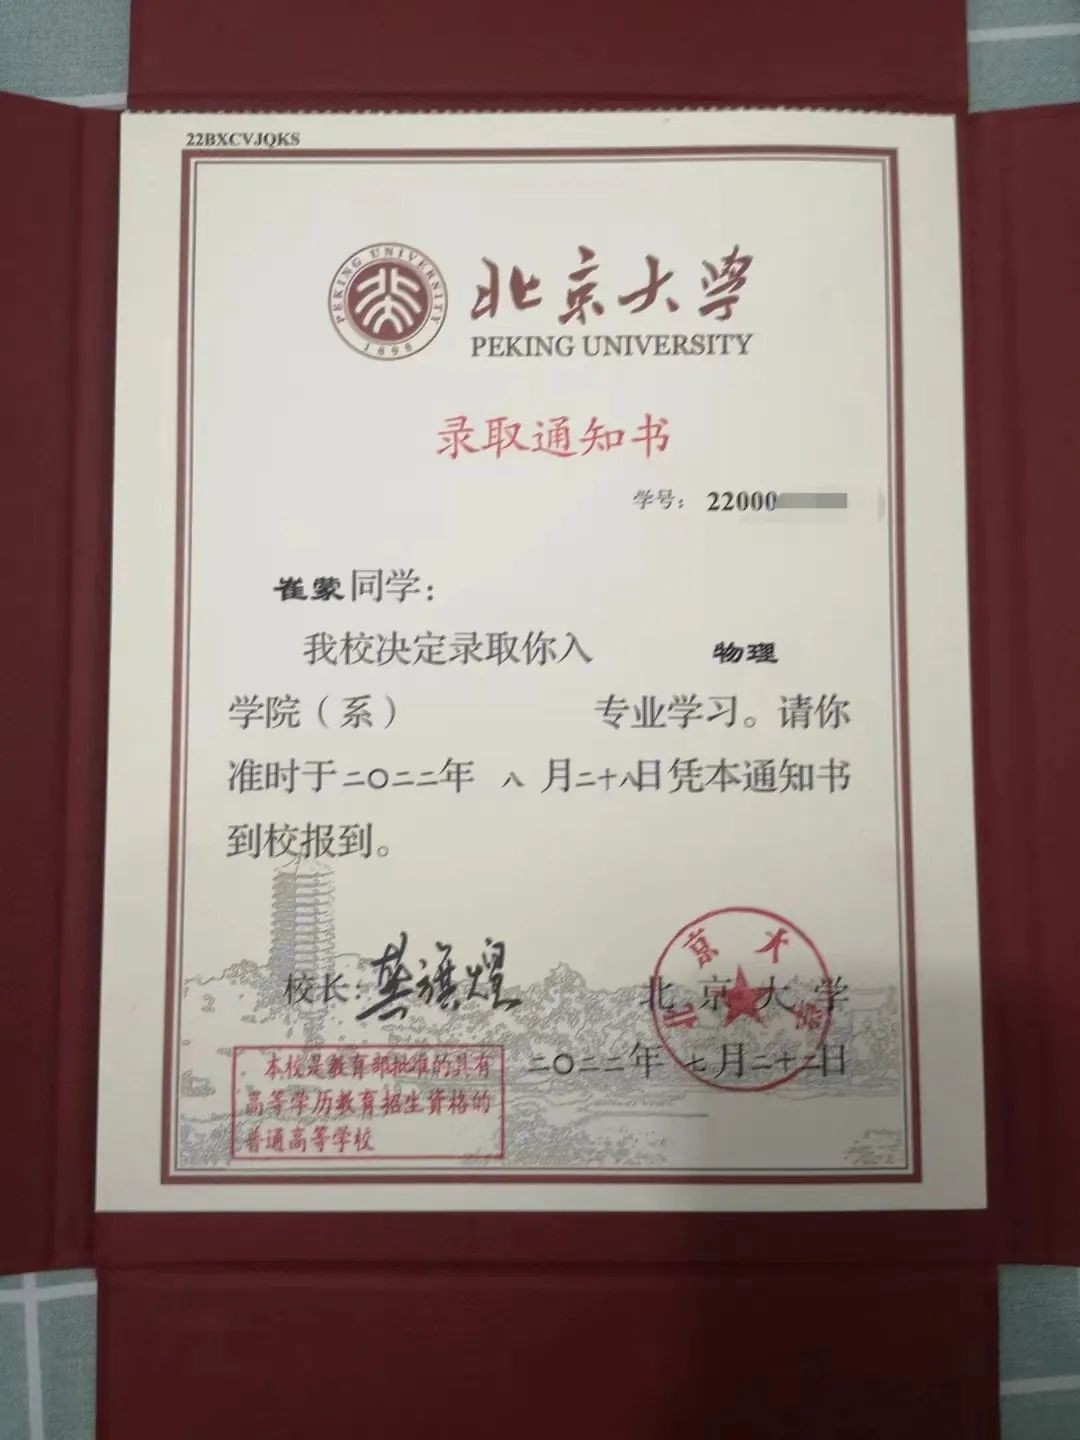 22BXCVJQKS
PEKING UNIVERSITY
1898
北京大学
PEKING UNIVERSITY
录取通知书
学号：22000
崔蒙同学：
我校决定录取你入 物理
学院（系） 专业学习。请你
准时于二〇二二年 八 月二十八日凭本通知书
到校报到。
校长：龚旗煌
北京大学
北京大学
二〇二二年 七 月二十二日
本校是教育部批准的具有
高等学历教育招生资格的
普通高等学校